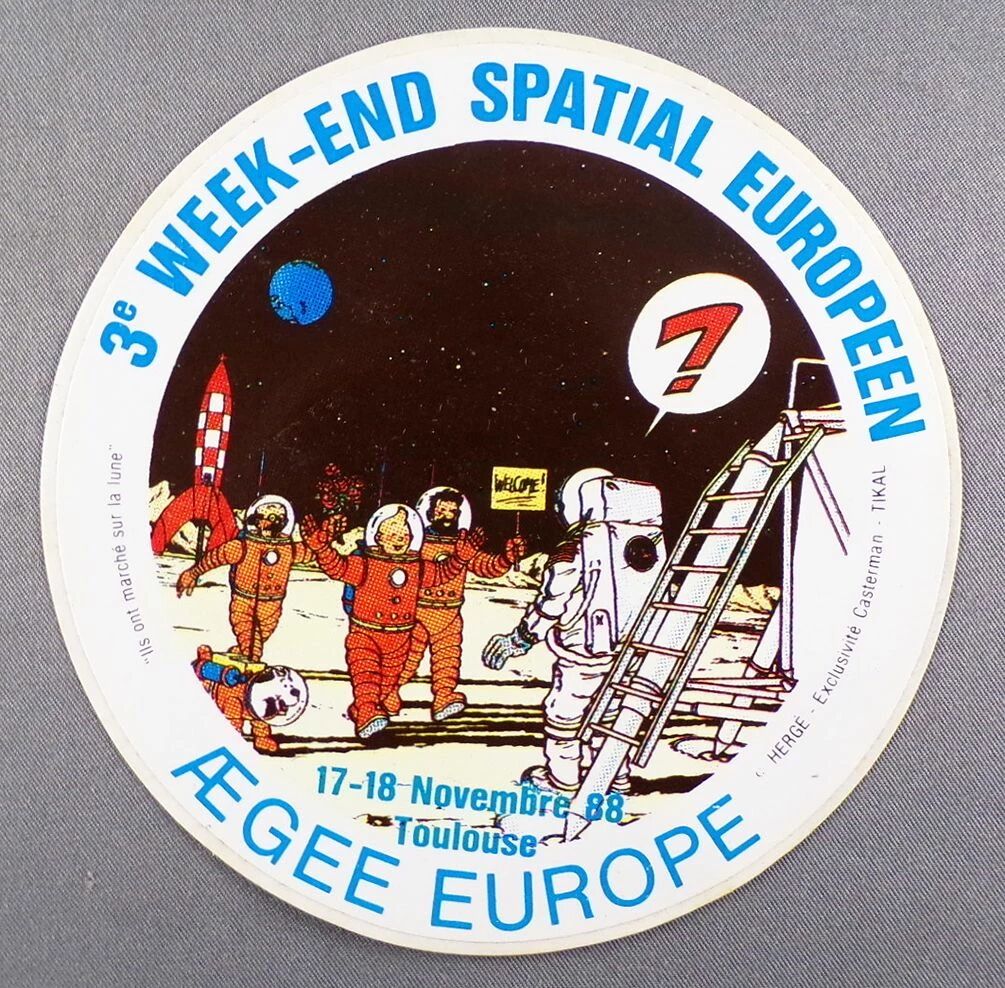 3e WEEK-END SPATIAL EUROPEEN
?
WELCOME!
"Ils ont marché sur la lune"
© HERGÉ - Exclusivité Casterman - TIKAL
17-18 Novembre 88
Toulouse
ÆGEE EUROPE